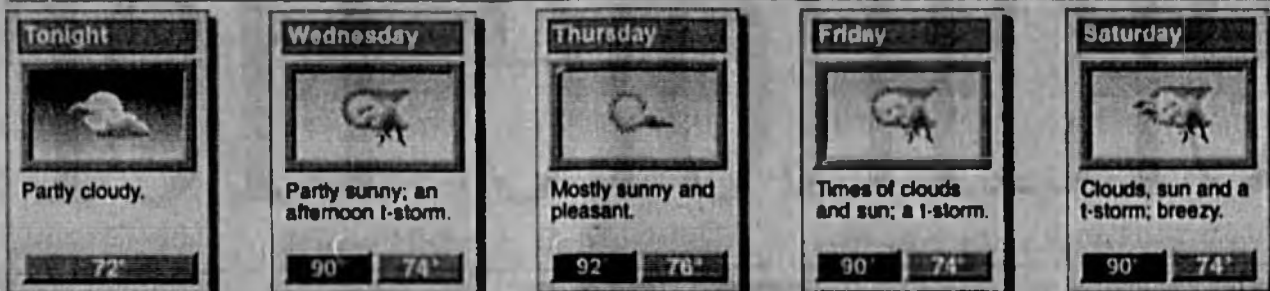 Tonight
Partly cloudy.
72°
Wednesday
Partly sunny; an
afternoon t-storm.
90° 74°
Thursday
Mostly sunny and
pleasant.
92° 76°
Friday
Times of clouds
and sun; a t-storm.
90° 74°
Saturday
Clouds, sun and a
t-storm; breezy.
90° 74°